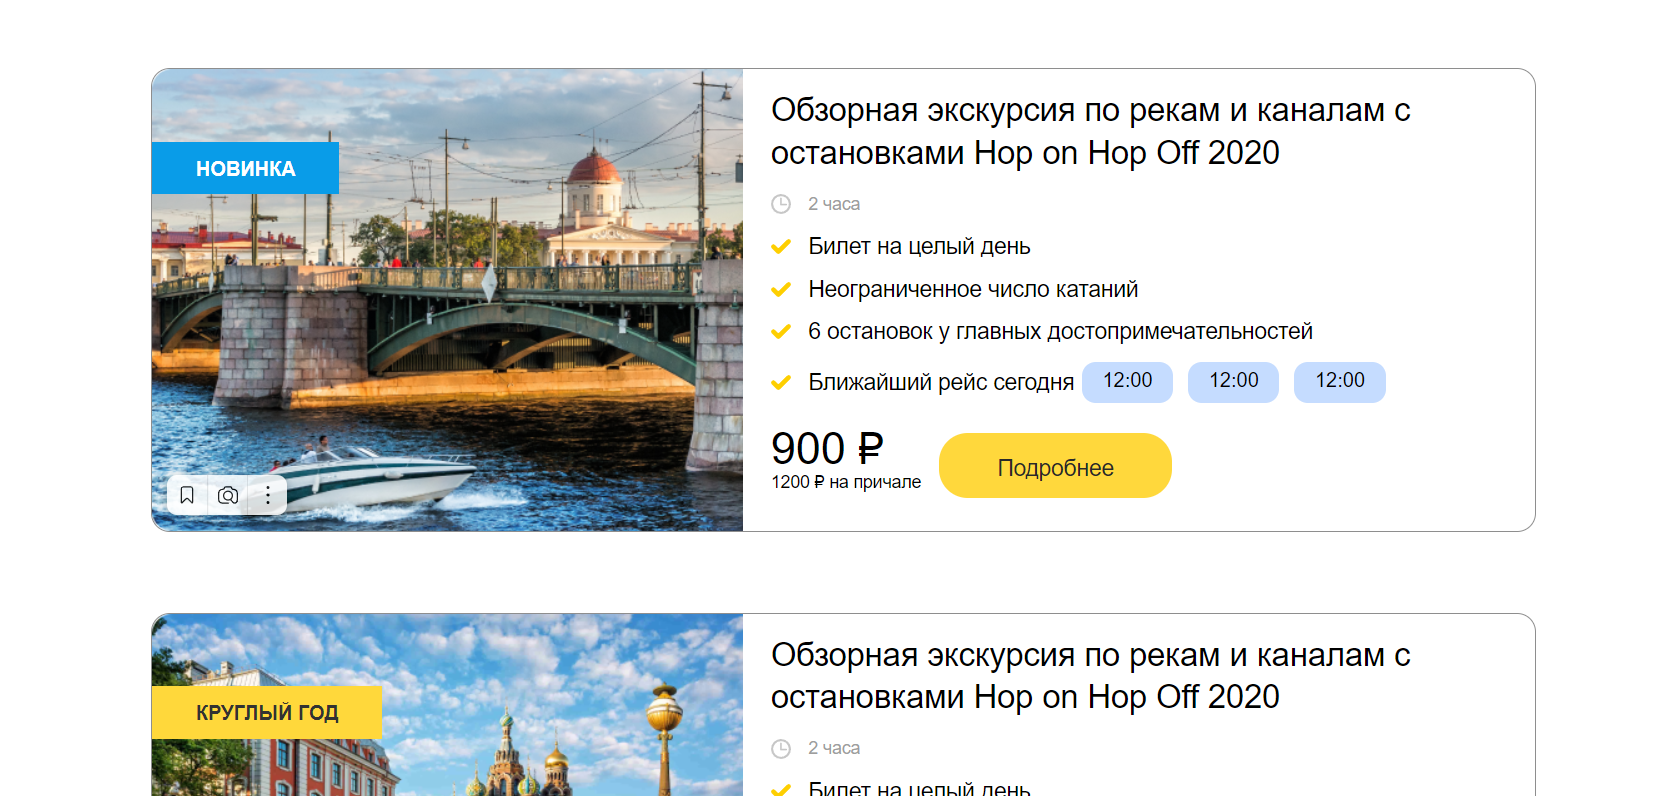 НОВИНКА
Обзорная экскурсия по рекам и каналам с
остановками Hop on Hop Off 2020
2 часа
Билет на целый день
Неограниченное число катаний
6 остановок у главных достопримечательностей
Ближайший рейс сегодня 12:00 12:00 12:00
900 ₽
1200 ₽ на причале
Подробнее
КРУГЛЫЙ ГОД
Обзорная экскурсия по рекам и каналам с
остановками Hop on Hop Off 2020
2 часа
Билет на целый день